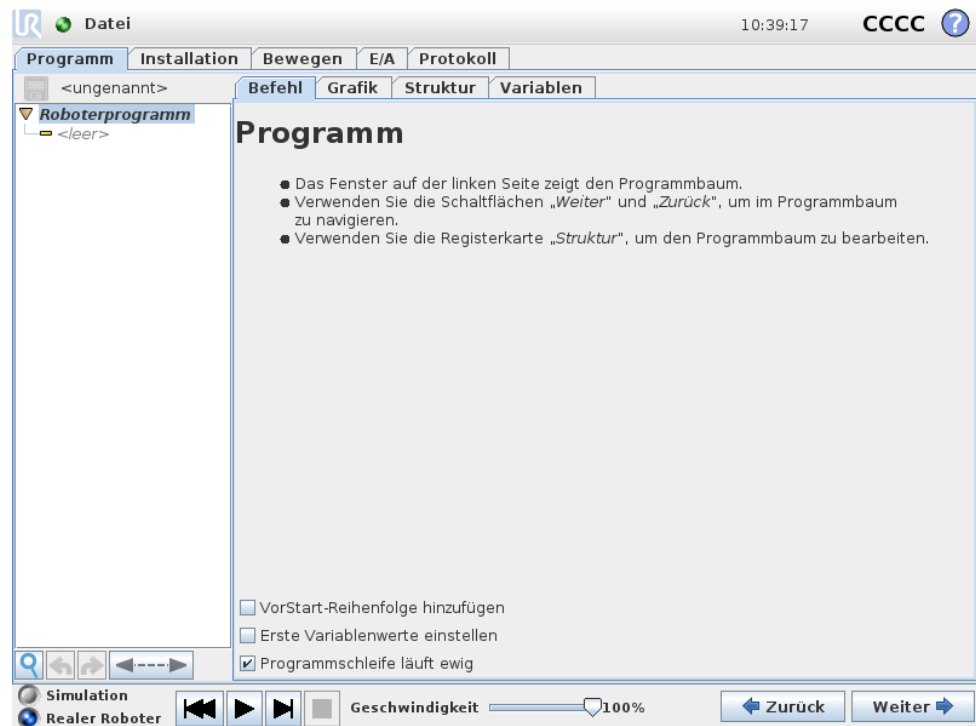 UR Datei 10:39:17 CCCC ?
Programm Installation Bewegen E/A Protokoll
<ungenannt> Befehl Grafik Struktur Variablen
Roboterprogramm
<leer>
Programm
Das Fenster auf der linken Seite zeigt den Programmbaum.
Verwenden Sie die Schaltflächen „Weiter" und „Zurück", um im Programmbaum
zu navigieren.
Verwenden Sie die Registerkarte „Struktur", um den Programmbaum zu bearbeiten.
VorStart-Reihenfolge hinzufügen
Erste Variablenwerte einstellen
Programmschleife läuft ewig
Simulation
Realer Roboter
Geschwindigkeit 100% Zurück Weiter